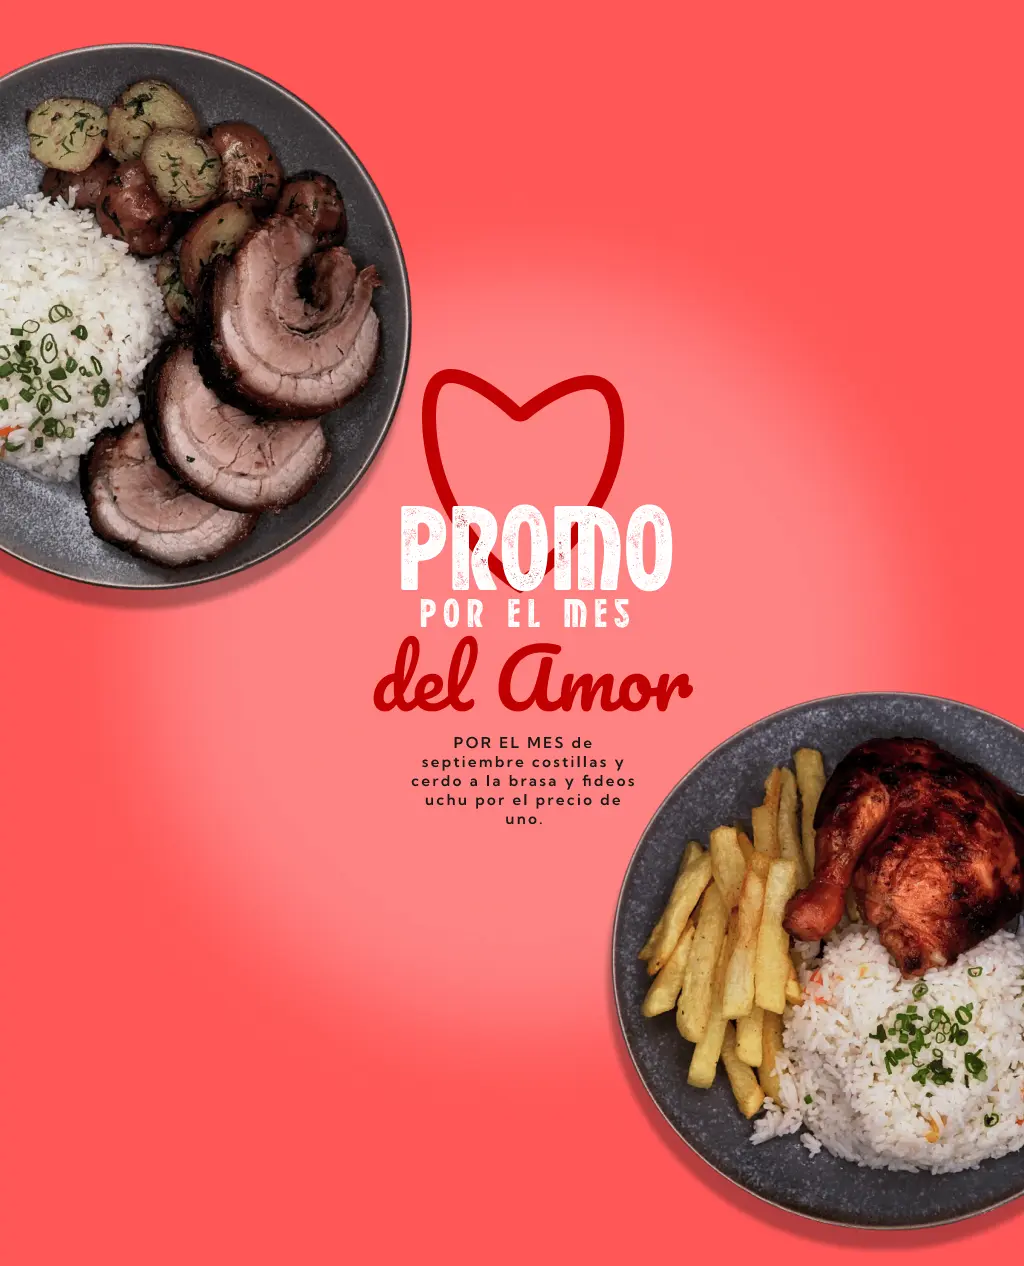 PROMO
POR EL MES
del Amor
POR EL MES de
septiembre costillas y
cerdo a la brasa y fideos
uchu por el precio de
uno.